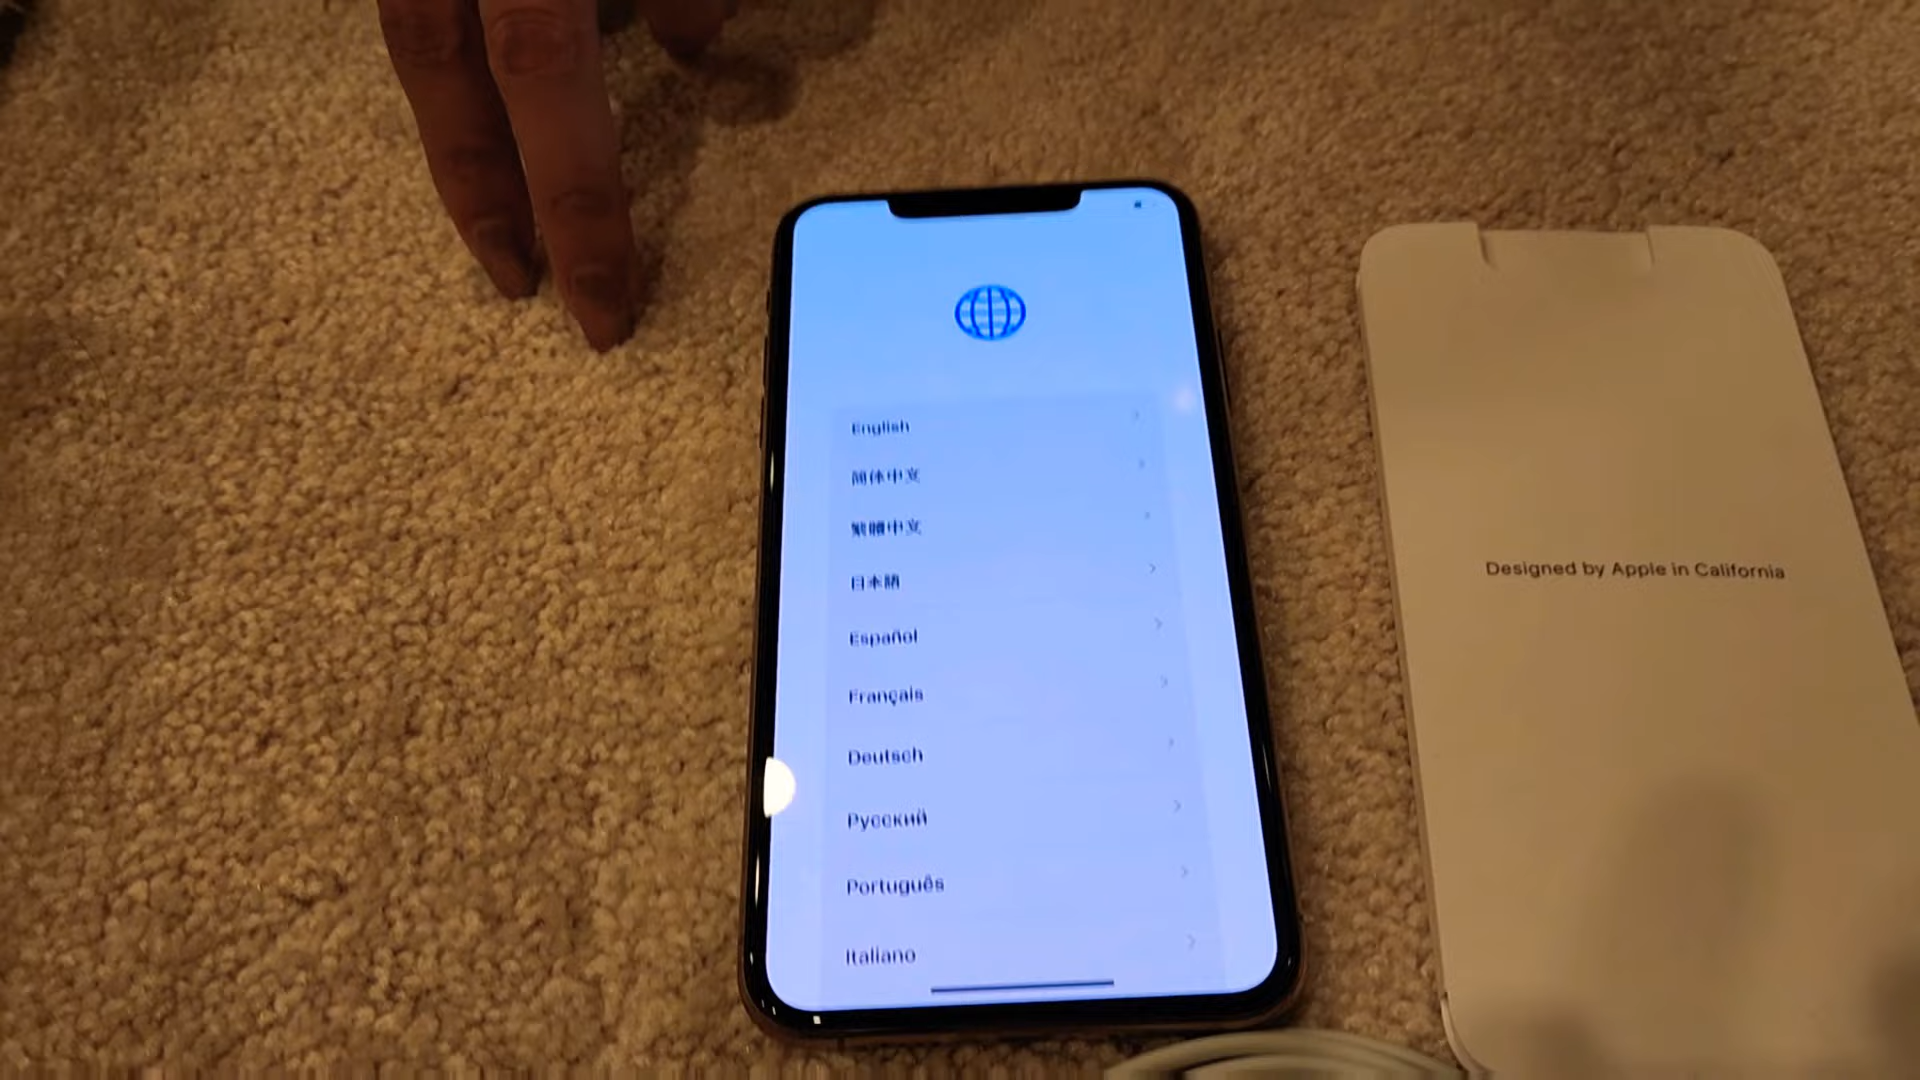 English
简体中文
繁體中文
日本語
Español
Français
Deutsch
Русский
Português
Italiano
Designed by Apple in California